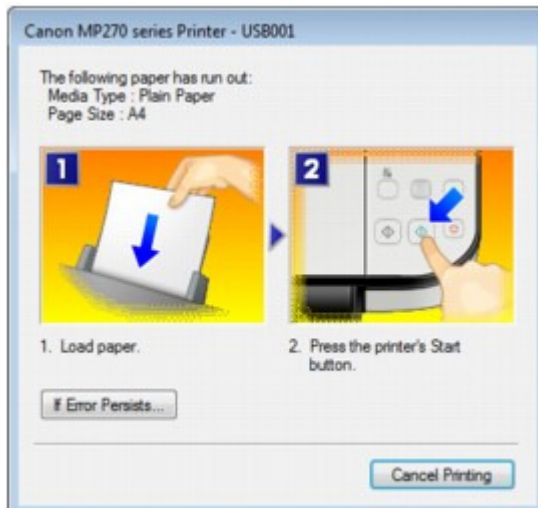 Canon MP270 series Printer - USB001
The following paper has run out:
Media Type : Plain Paper
Page Size : A4
1
2
1. Load paper.
2. Press the printer's Start
button.
If Error Persists...
Cancel Printing